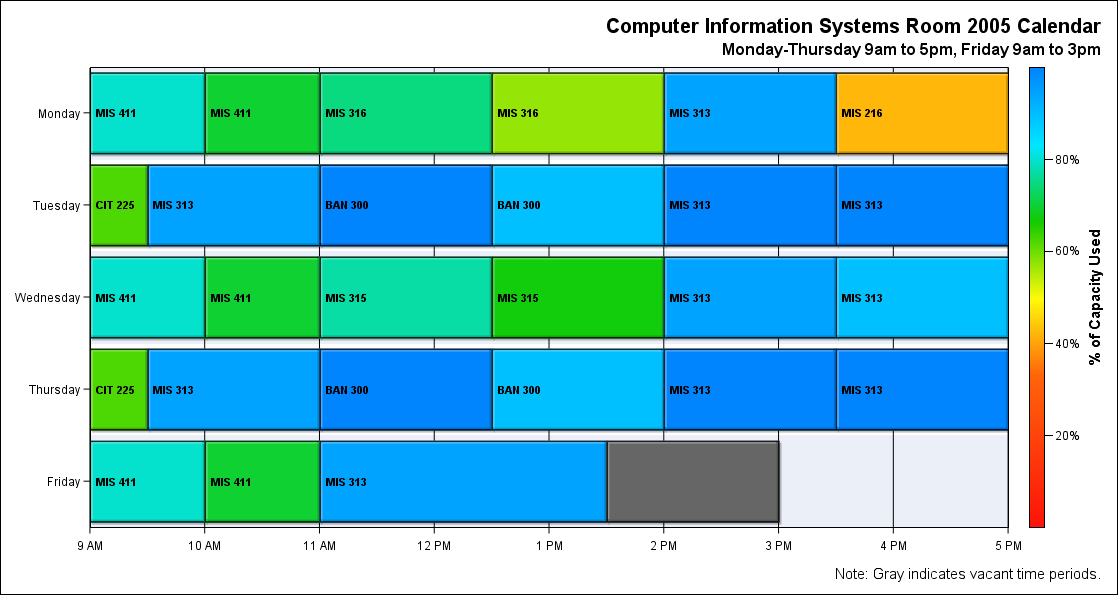 Computer Information Systems Room 2005 Calendar
Monday-Thursday 9am to 5pm, Friday 9am to 3pm
Monday MIS 411 MIS 411 MIS 316 MIS 316 MIS 313 MIS 216
80%
Tuesday CIT 225 MIS 313 BAN 300 BAN 300 MIS 313 MIS 313
60%
% of Capacity Used
Wednesday MIS 411 MIS 411 MIS 315 MIS 315 MIS 313 MIS 313
40%
Thursday CIT 225 MIS 313 BAN 300 BAN 300 MIS 313 MIS 313
20%
Friday MIS 411 MIS 411 MIS 313
9 AM 10 AM 11 AM 12 PM 1 PM 2 PM 3 PM 4 PM 5 PM
Note: Gray indicates vacant time periods.